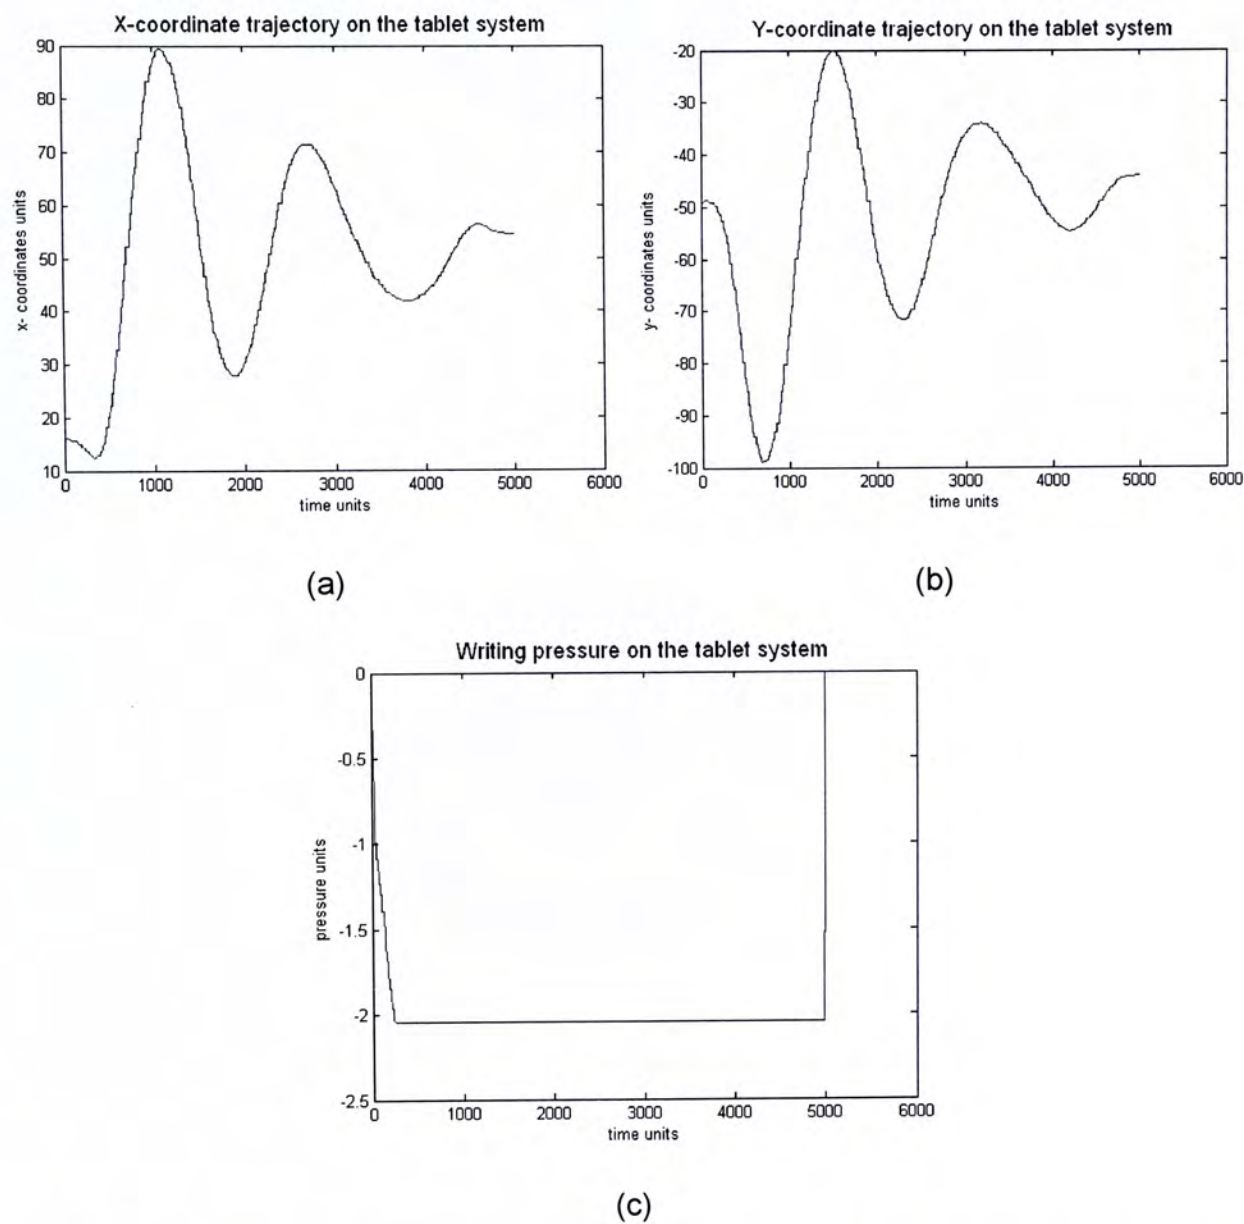 X-coordinate trajectory on the tablet system
90
80
70
60
50
40
30
20
10
x- coordinates units
0 1000 2000 3000 4000 5000 6000
time units
(a)
Y-coordinate trajectory on the tablet system
-20
-30
-40
-50
-60
-70
-80
-90
-100
y- coordinates units
0 1000 2000 3000 4000 5000 6000
time units
(b)
Writing pressure on the tablet system
0
-0.5
-1
-1.5
-2
-2.5
pressure units
0 1000 2000 3000 4000 5000 6000
time units
(c)